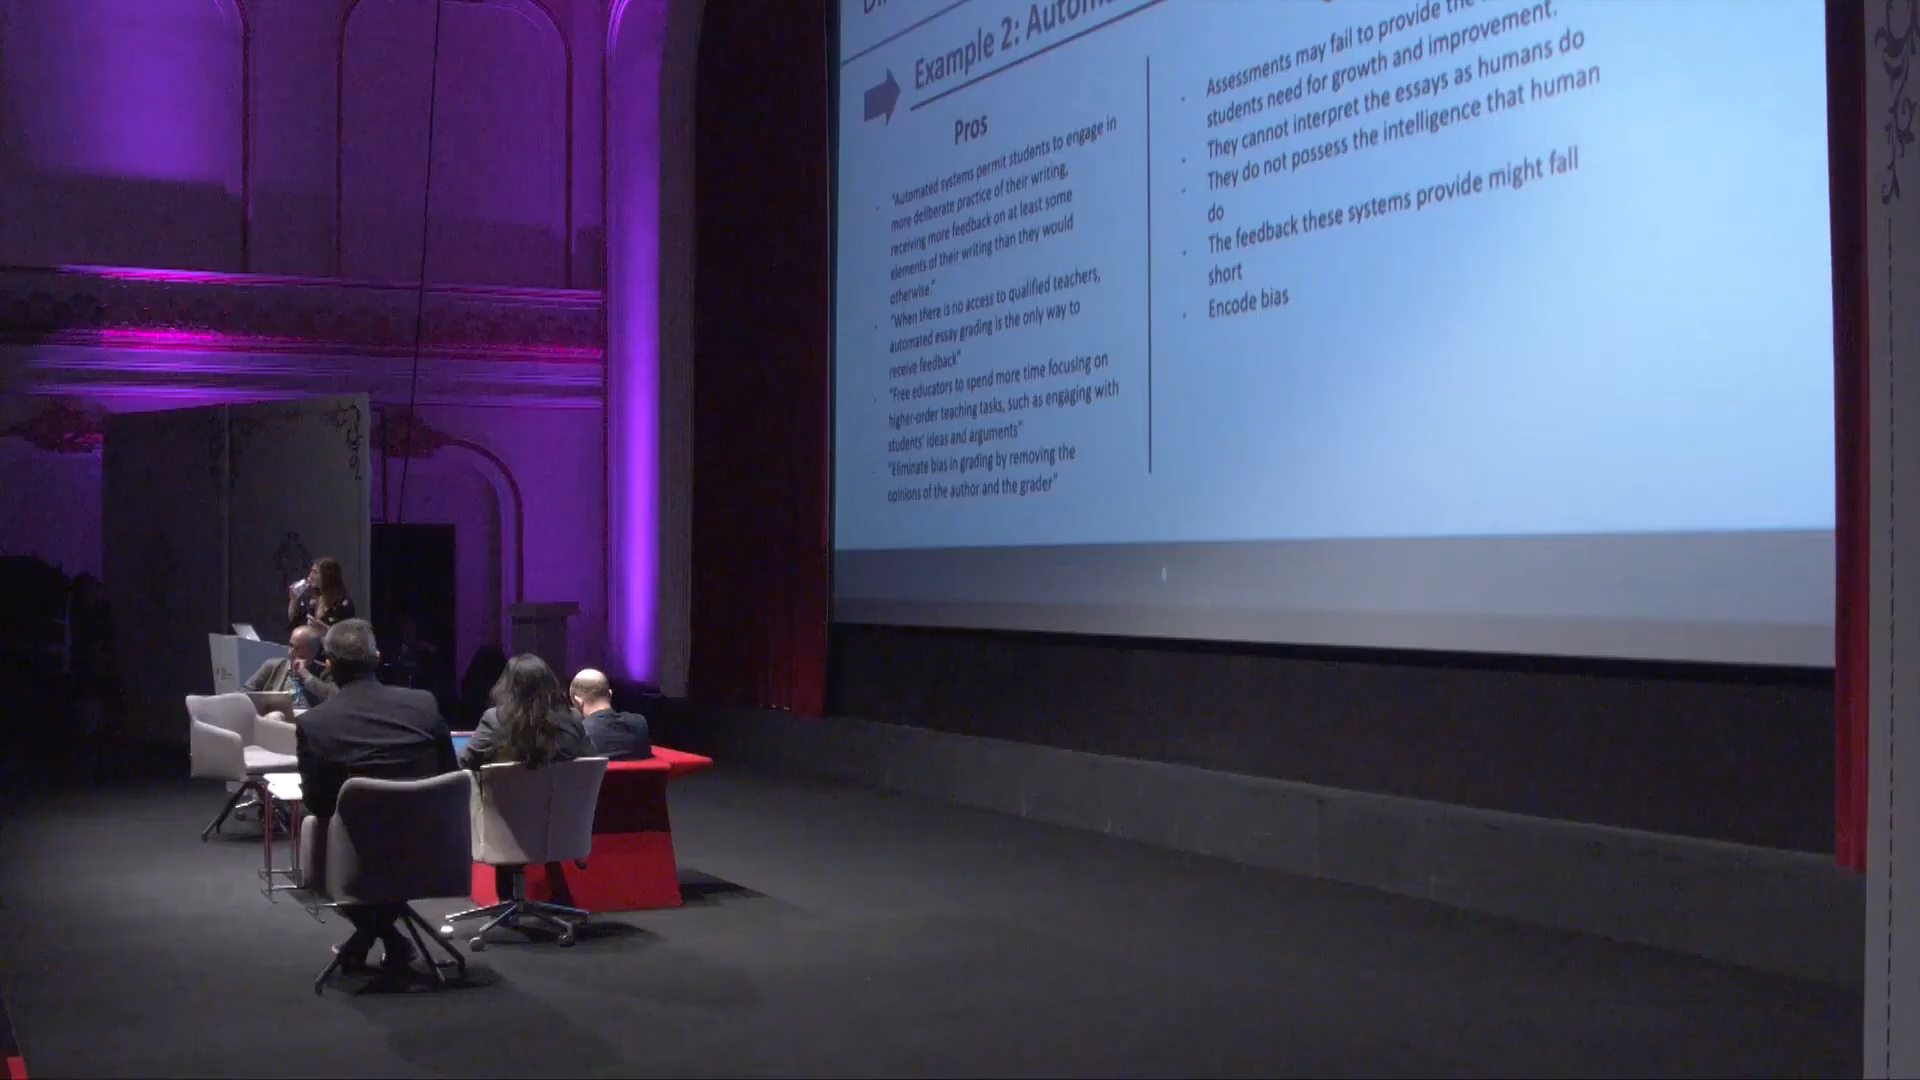 Example 2:
Pros
"Automated systems permit students to engage in
more deliberate practice of their writing,
receiving more feedback on at least some
elements of their writing than they would
otherwise."
"When there is no access to qualified teachers,
automated essay grading is the only way to
receive feedback"
"Free educators to spend more time focusing on
higher-order teaching tasks, such as engaging with
students' ideas and arguments"
"Eliminate bias in grading by removing the
opinions of the author and the grader"
Assessments may fail to provide the
students need for growth and improvement.
They cannot interpret the essays as humans do
They do not possess the intelligence that human
do
The feedback these systems provide might fall
short
Encode bias